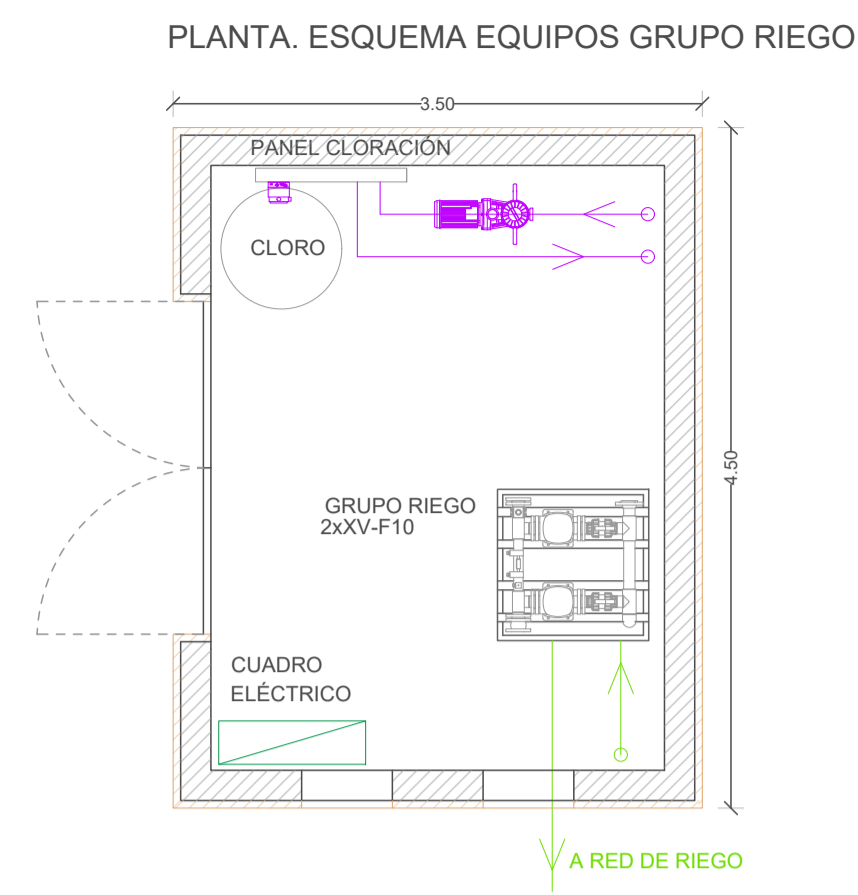 PLANTA. ESQUEMA EQUIPOS GRUPO RIEGO
3.50
PANEL CLORACIÓN
CLORO
4.50
GRUPO RIEGO
2xXV-F10
CUADRO
ELÉCTRICO
A RED DE RIEGO